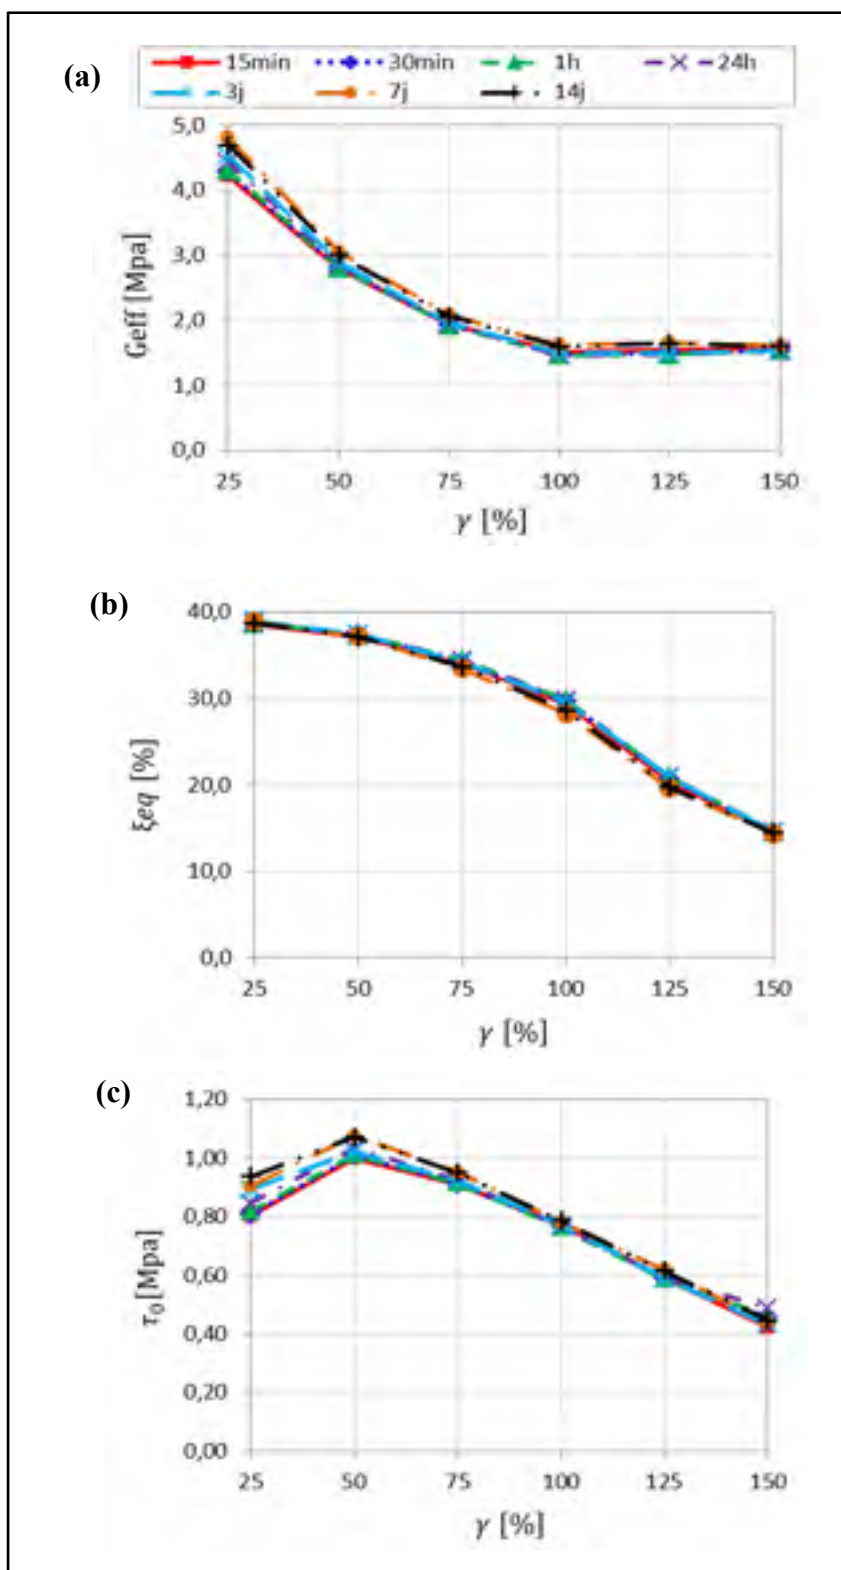 (a)
15min 30min 1h 24h
3j 7j 14j
5,0
4,0
3,0
2,0
1,0
0,0
Geff [Mpa]
25 50 75 100 125 150
γ [%]
(b)
40,0
30,0
20,0
10,0
0,0
ξeq [%]
25 50 75 100 125 150
γ [%]
(c)
1,20
1,00
0,80
0,60
0,40
0,20
0,00
τ₀[Mpa]
25 50 75 100 125 150
γ [%]